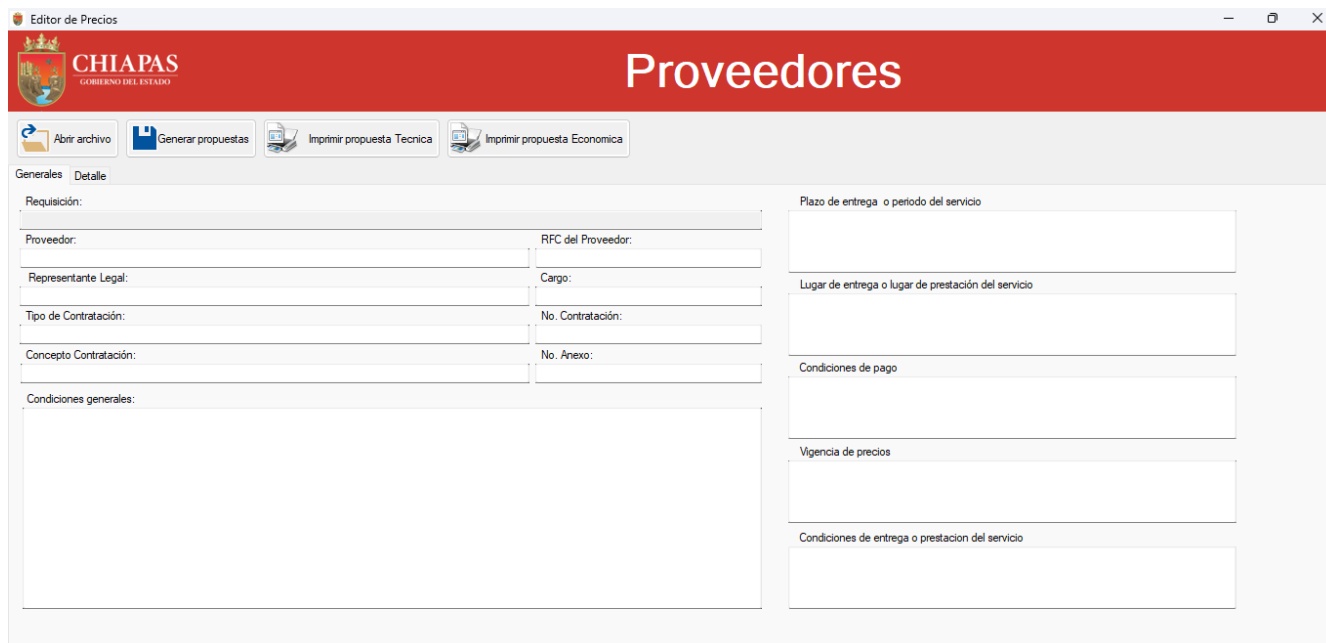 Editor de Precios
CHIAPAS
GOBIERNO DEL ESTADO
Proveedores
Abrir archivo
Generar propuestas
Imprimir propuesta Tecnica
Imprimir propuesta Economica
Generales
Detalle
Requisición:
Proveedor:
RFC del Proveedor:
Representante Legal:
Cargo:
Tipo de Contratación:
No. Contratación:
Concepto Contratación:
No. Anexo:
Condiciones generales:
Plazo de entrega o periodo del servicio
Lugar de entrega o lugar de prestación del servicio
Condiciones de pago
Vigencia de precios
Condiciones de entrega o prestacion del servicio